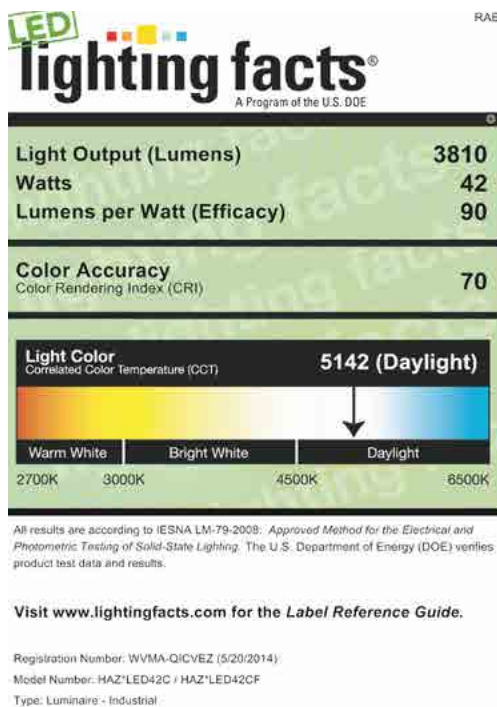 RAB
LED
lighting facts®
A Program of the U.S. DOE
Light Output (Lumens) 3810
Watts 42
Lumens per Watt (Efficacy) 90
Color Accuracy 70
Color Rendering Index (CRI)
Light Color 5142 (Daylight)
Correlated Color Temperature (CCT)
Warm White Bright White Daylight
2700K 3000K 4500K 6500K
All results are according to IESNA LM-79-2008: Approved Method for the Electrical and
Photometric Testing of Solid-State Lighting. The U.S. Department of Energy (DOE) verifies
product test data and results.
Visit www.lightingfacts.com for the Label Reference Guide.
Registration Number: WVMA-QICVEZ (5/20/2014)
Model Number: HAZ*LED42C / HAZ*LED42CF
Type: Luminaire - Industrial